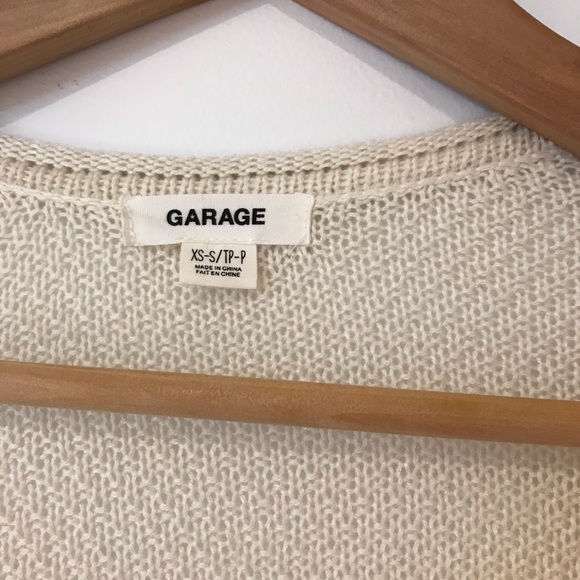 GARAGE
XS-S/TP-P
MADE IN CHINA
FAIT EN CHINE